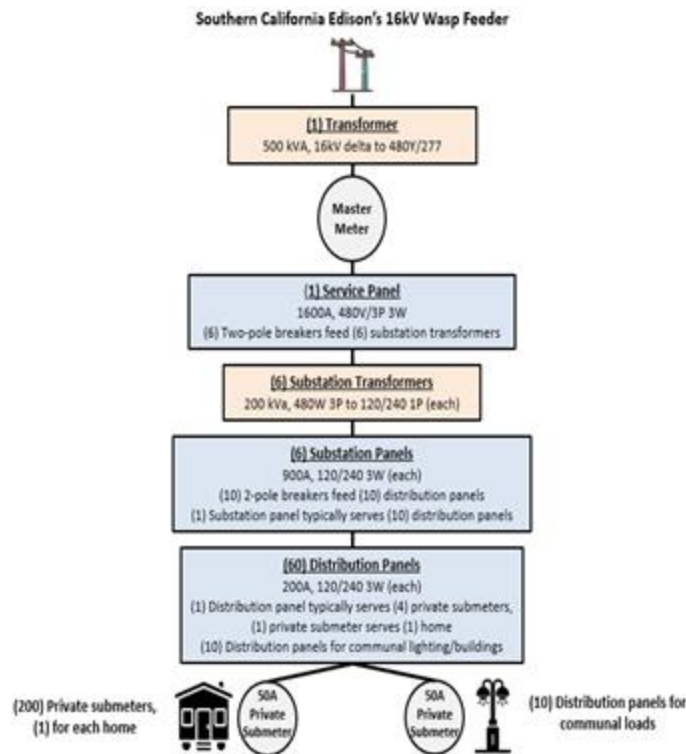 Southern California Edison's 16kV Wasp Feeder
(1) Transformer
500 kVA, 16kV delta to 480Y/277
Master
Meter
(1) Service Panel
1600A, 480V/3P 3W
(6) Two-pole breakers feed (6) substation transformers
(6) Substation Transformers
200 kVa, 480W 3P to 120/240 1P (each)
(6) Substation Panels
900A, 120/240 3W (each)
(10) 2-pole breakers feed (10) distribution panels
(1) Substation panel typically serves (10) distribution panels
(60) Distribution Panels
200A, 120/240 3W (each)
(1) Distribution panel typically serves (4) private submeters,
(1) private submeter serves (1) home
(10) Distribution panels for communal lighting/buildings
(200) Private submeters,
(1) for each home
50A
Private
Submeter
50A
Private
Submeter
(10) Distribution panels for
communal loads